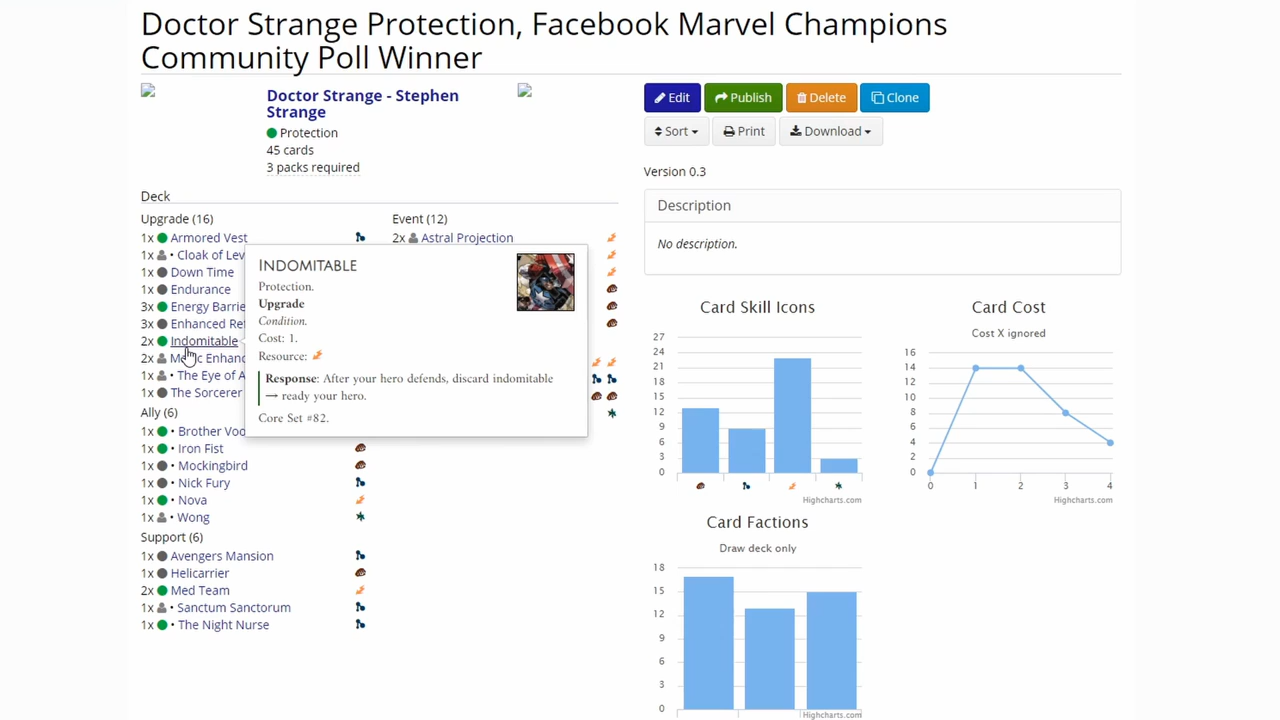 Doctor Strange Protection, Facebook Marvel Champions
Community Poll Winner
Doctor Strange - Stephen
Strange
Protection
45 cards
3 packs required
Edit
Publish
Delete
Clone
Sort
Print
Download
Version 0.3
Description
No description.
Deck
Upgrade (16)
1x Armored Vest
1x • Cloak of Lev
1x Down Time
1x Endurance
3x Energy Barrie
3x Enhanced Ref
2x Indomitable
2x
1x • The Eye of A
1x The Sorcerer
Ally (6)
1x • Brother Voo
1x • Iron Fist
1x • Mockingbird
1x • Nick Fury
1x • Nova
1x • Wong
Support (6)
1x Avengers Mansion
1x Helicarrier
2x Med Team
1x • Sanctum Sanctorum
1x • The Night Nurse
Event (12)
2x Astral Projection
INDOMITABLE
Protection.
Upgrade
Condition.
Cost: 1.
Resource:
Response: After your hero defends, discard indomitable
→ ready your hero.
Core Set #82.
Card Skill Icons
27
24
21
18
15
12
9
6
3
0
Highcharts.com
Card Cost
Cost X ignored
16
14
12
10
8
6
4
2
0
0 1 2 3 4
Highcharts.com
Card Factions
Draw deck only
18
15
12
9
6
3
0
Highcharts.com